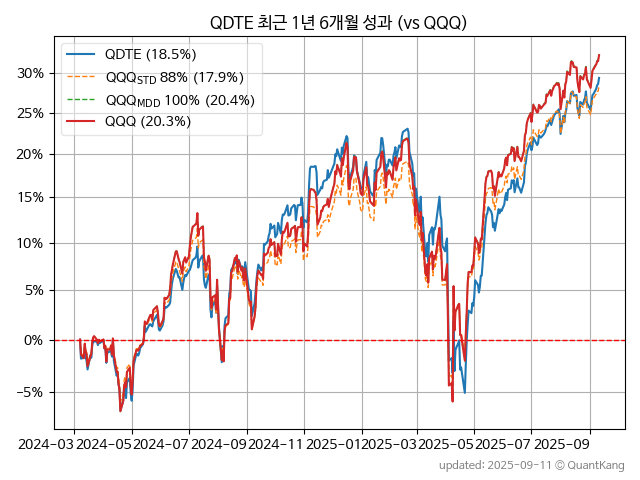 QDTE 최근 1년 6개월 성과 (vs QQQ)
QDTE (18.5%)
QQQSTD 88% (17.9%)
QQQMDD 100% (20.4%)
QQQ (20.3%)
30%
25%
20%
15%
10%
5%
0%
−5%
2024-03 2024-05 2024-07 2024-09 2024-11 2025-01 2025-03 2025-05 2025-07 2025-09
updated: 2025-09-11 © QuantKang